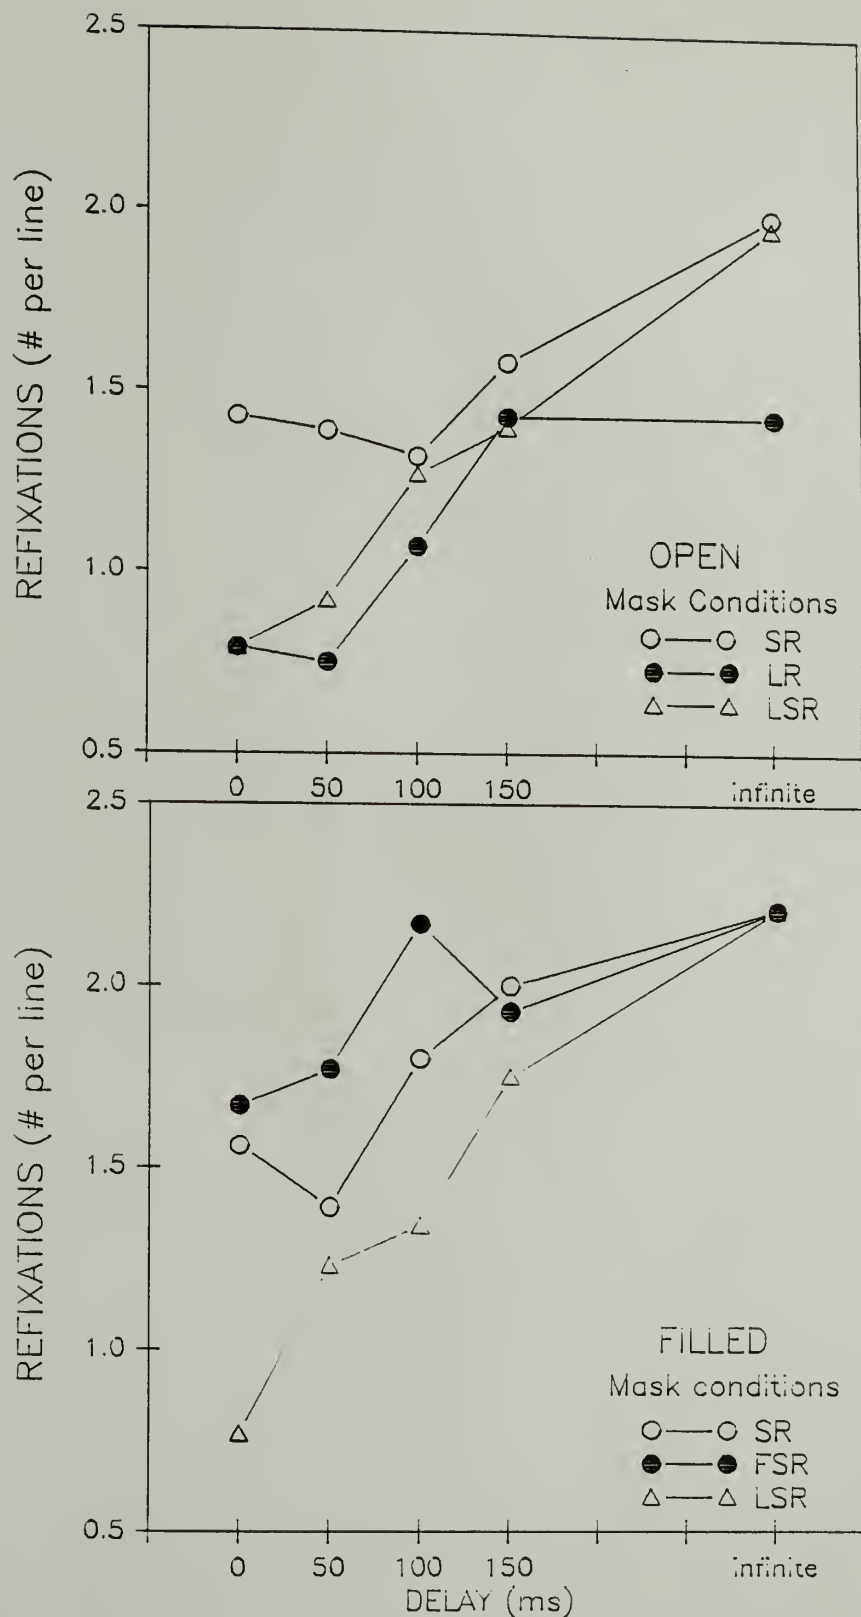 2.5
2.0
1.5
1.0
0.5
REFIXATIONS (# per line)
OPEN
Mask Conditions
SR
LR
LSR
0 50 100 150 infinite
2.5
2.0
1.5
1.0
0.5
REFIXATIONS (# per line)
FILLED
Mask conditions
SR
FSR
LSR
0 50 100 150 infinite
DELAY (ms)